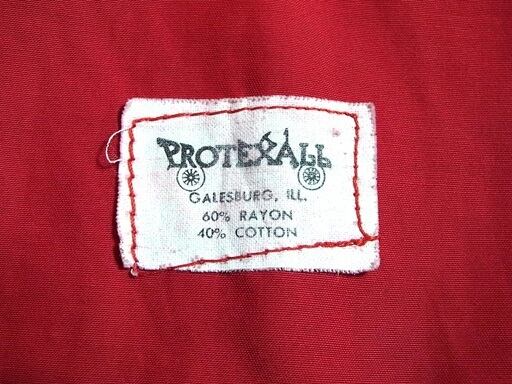 PROTEXALL
GALESBURG, ILL.
60% RAYON
40% COTTON